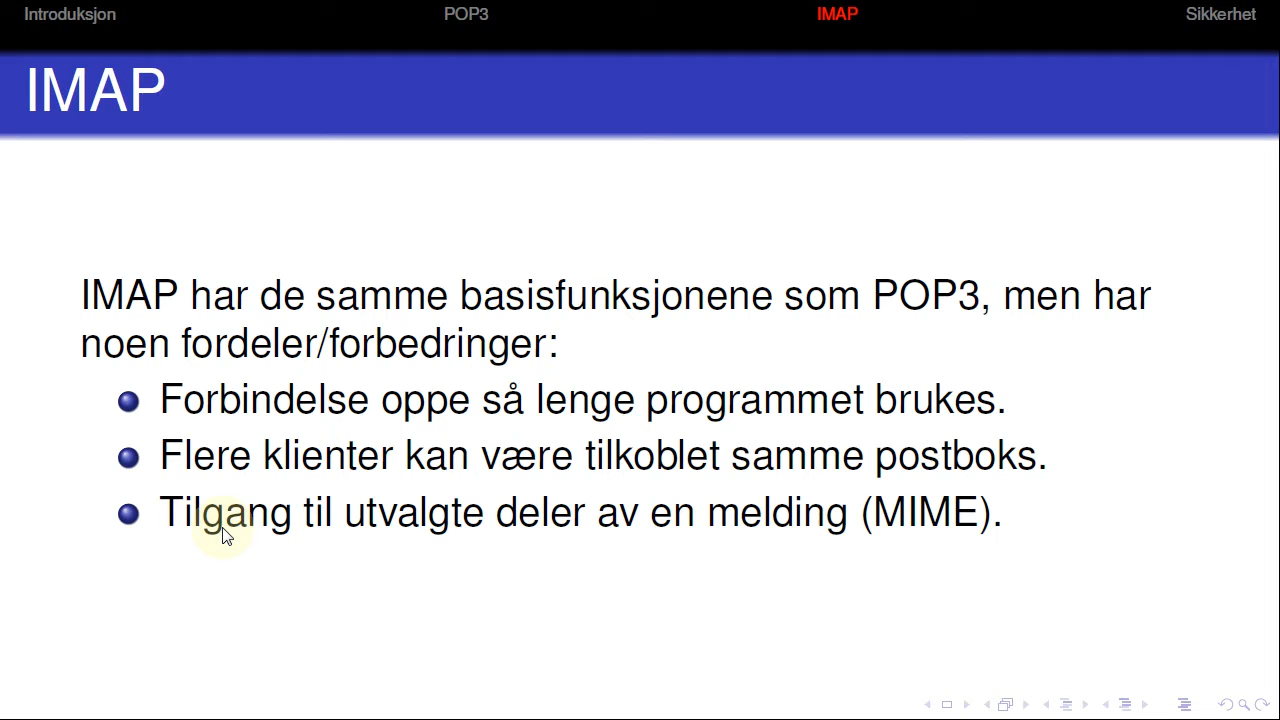 Introduksjon POP3 IMAP Sikkerhet
IMAP
IMAP har de samme basisfunksjonene som POP3, men har
noen fordeler/forbedringer:
Forbindelse oppe så lenge programmet brukes.
Flere klienter kan være tilkoblet samme postboks.
Tilgang til utvalgte deler av en melding (MIME).